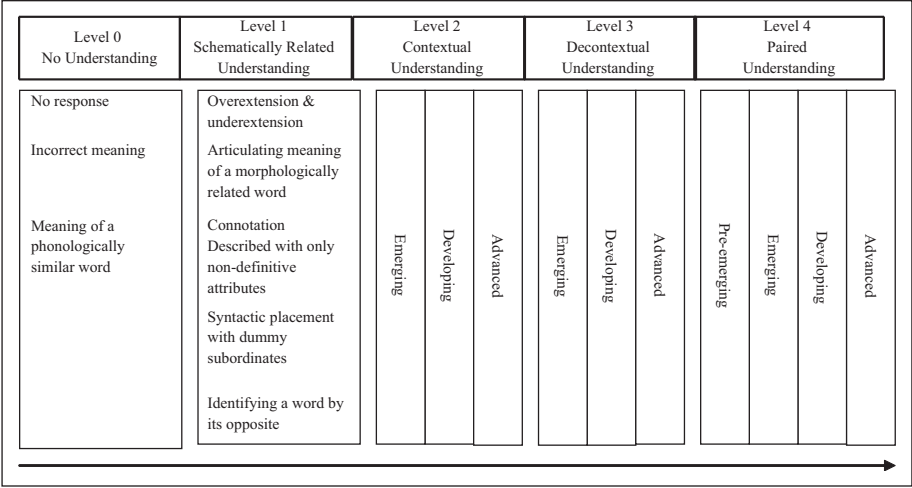 Level 0
No Understanding
Level 1
Schematically Related
Understanding
Level 2
Contextual
Understanding
Level 3
Decontextual
Understanding
Level 4
Paired
Understanding
No response
Incorrect meaning
Meaning of a
phonologically
similar word
Overextension &
underextension
Articulating meaning
of a morphologically
related word
Connotation
Described with only
non-definitive
attributes
Syntactic placement
with dummy
subordinates
Identifying a word by
its opposite
Emerging
Developing
Advanced
Emerging
Developing
Advanced
Pre-emerging
Emerging
Developing
Advanced